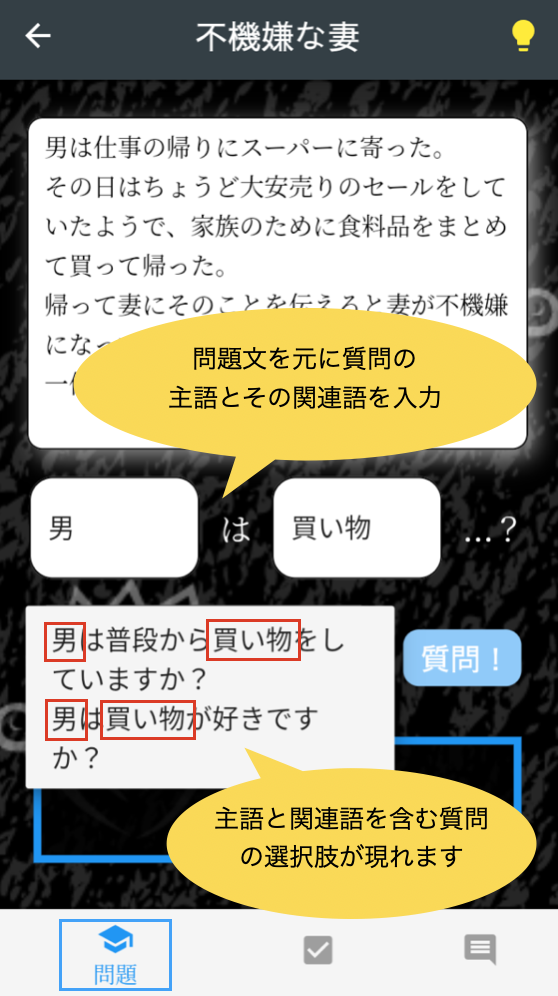 不機嫌な妻
男は仕事の帰りにスーパーに寄った。
その日はちょうど大安売りのセールをして
いたようで、家族のために食料品をまとめ
て買って帰った。
帰って妻にそのことを伝えると妻が不機嫌
になっ
問題文を元に質問の
主語とその関連語を入力
男 は 買い物 …？
男は普段から買い物をし
ていますか？
男は買い物が好きです
か？
質問！
主語と関連語を含む質問
の選択肢が現れます
問題